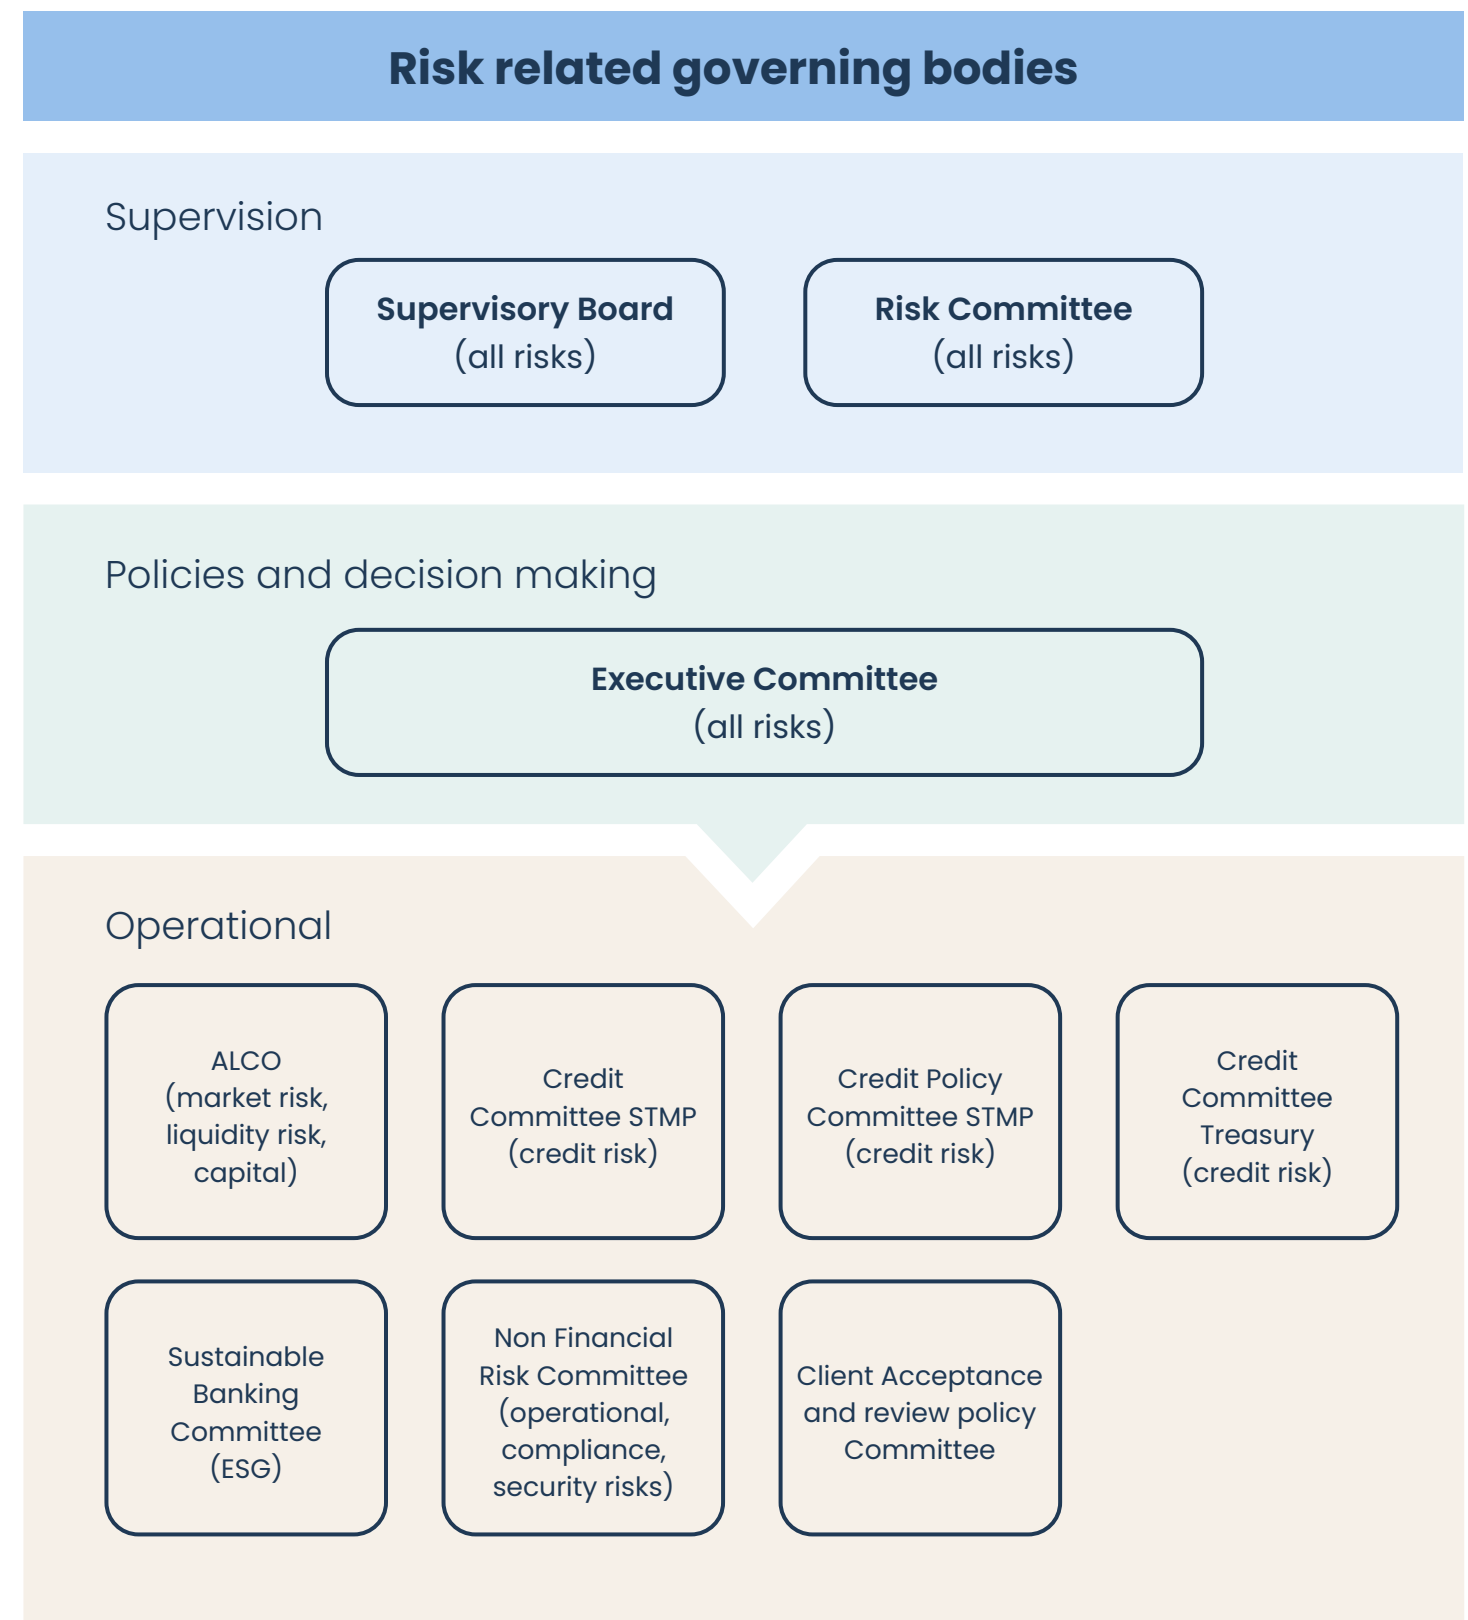 Risk related governing bodies
Supervision
Supervisory Board
(all risks)
Risk Committee
(all risks)
Policies and decision making
Executive Committee
(all risks)
Operational
ALCO
(market risk,
liquidity risk,
capital)
Credit
Committee STMP
(credit risk)
Credit Policy
Committee STMP
(credit risk)
Credit
Committee
Treasury
(credit risk)
Sustainable
Banking
Committee
(ESG)
Non Financial
Risk Committee
(operational,
compliance,
security risks)
Client Acceptance
and review policy
Committee